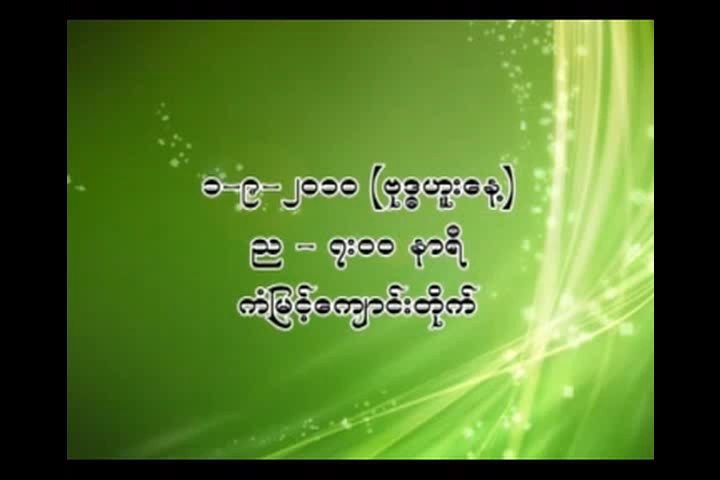 ၁-၉-၂၀၁၀ (ဗုဒ္ဓဟူးနေ့)
ည - ၇း၀၀ နာရီ
ကံမြင့်ကျောင်းတိုက်